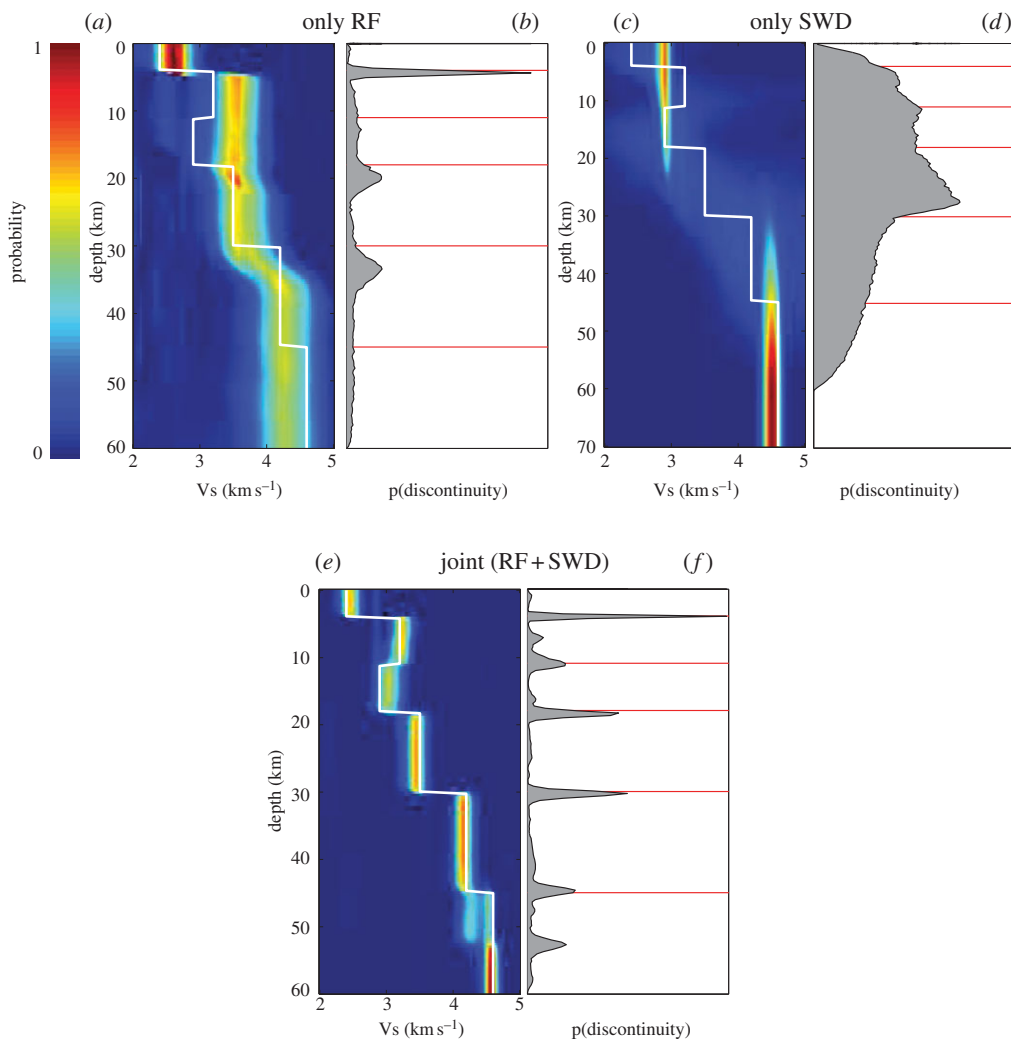 (a) only RF (b)
(c) only SWD (d)
1
0
probability
depth (km)
0
10
20
30
40
50
60
2 3 4 5
Vs (km s−1)
p(discontinuity)
depth (km)
0
10
20
30
40
50
60
70
2 3 4 5
Vs (km s−1)
p(discontinuity)
(e) joint (RF+SWD) (f)
depth (km)
0
10
20
30
40
50
60
2 3 4 5
Vs (km s−1)
p(discontinuity)